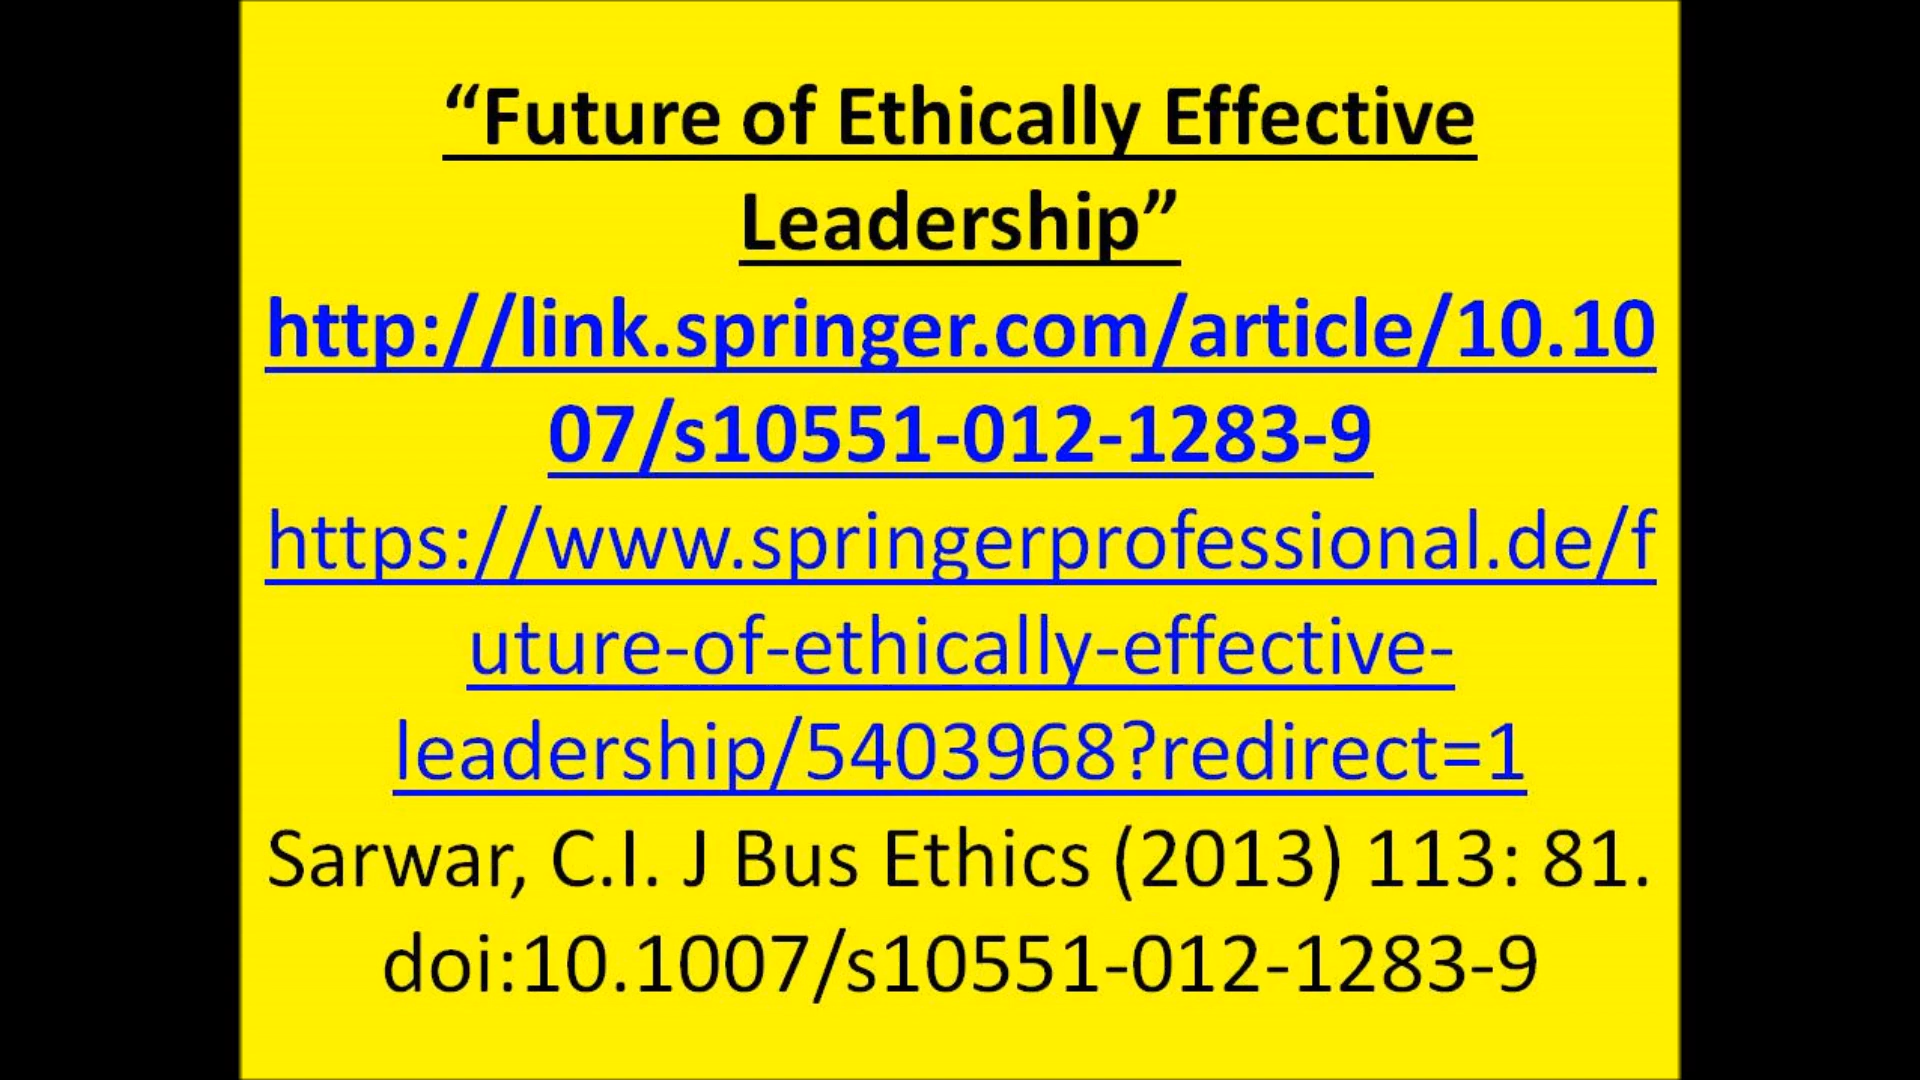 “Future of Ethically Effective
Leadership”
http://link.springer.com/article/10.10
07/s10551-012-1283-9
https://www.springerprofessional.de/f
uture-of-ethically-effective-
leadership/5403968?redirect=1
Sarwar, C.I. J Bus Ethics (2013) 113: 81.
doi:10.1007/s10551-012-1283-9